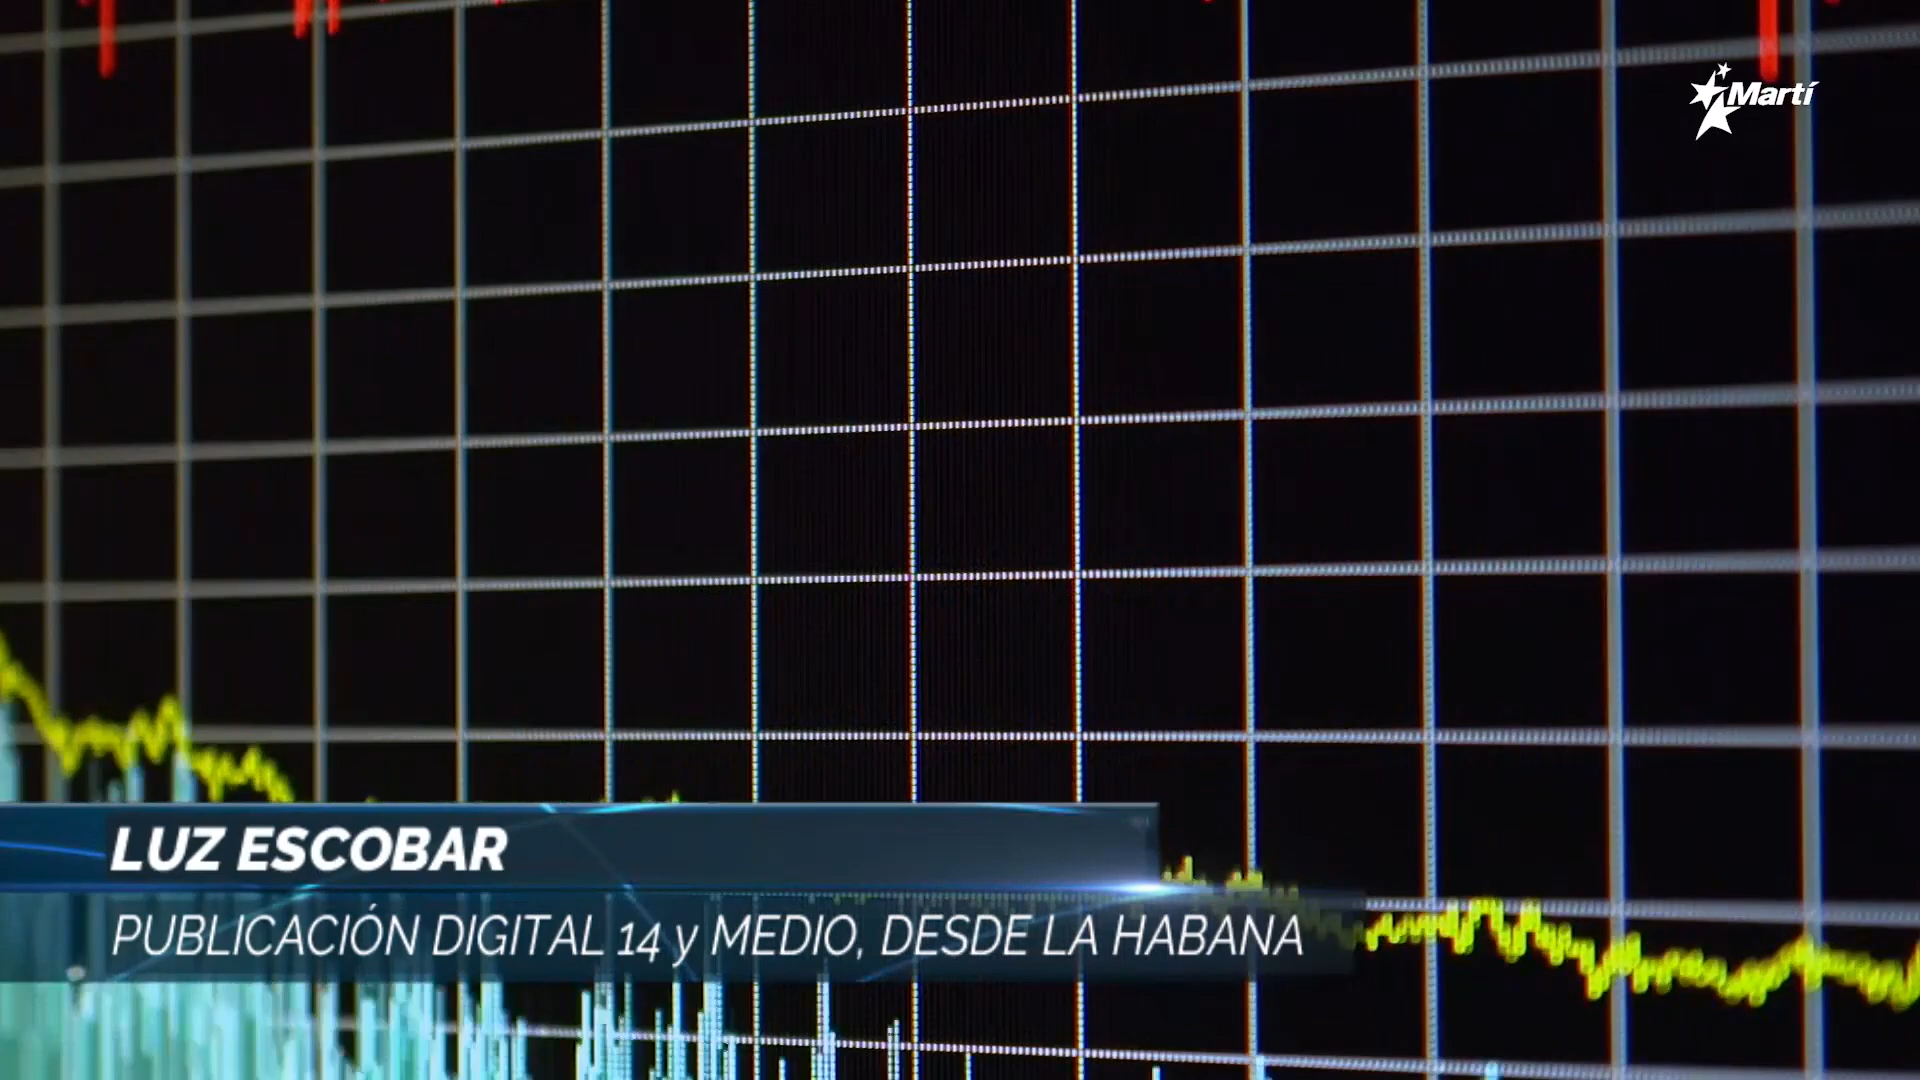 Martí
LUZ ESCOBAR
PUBLICACIÓN DIGITAL 14 y MEDIO, DESDE LA HABANA